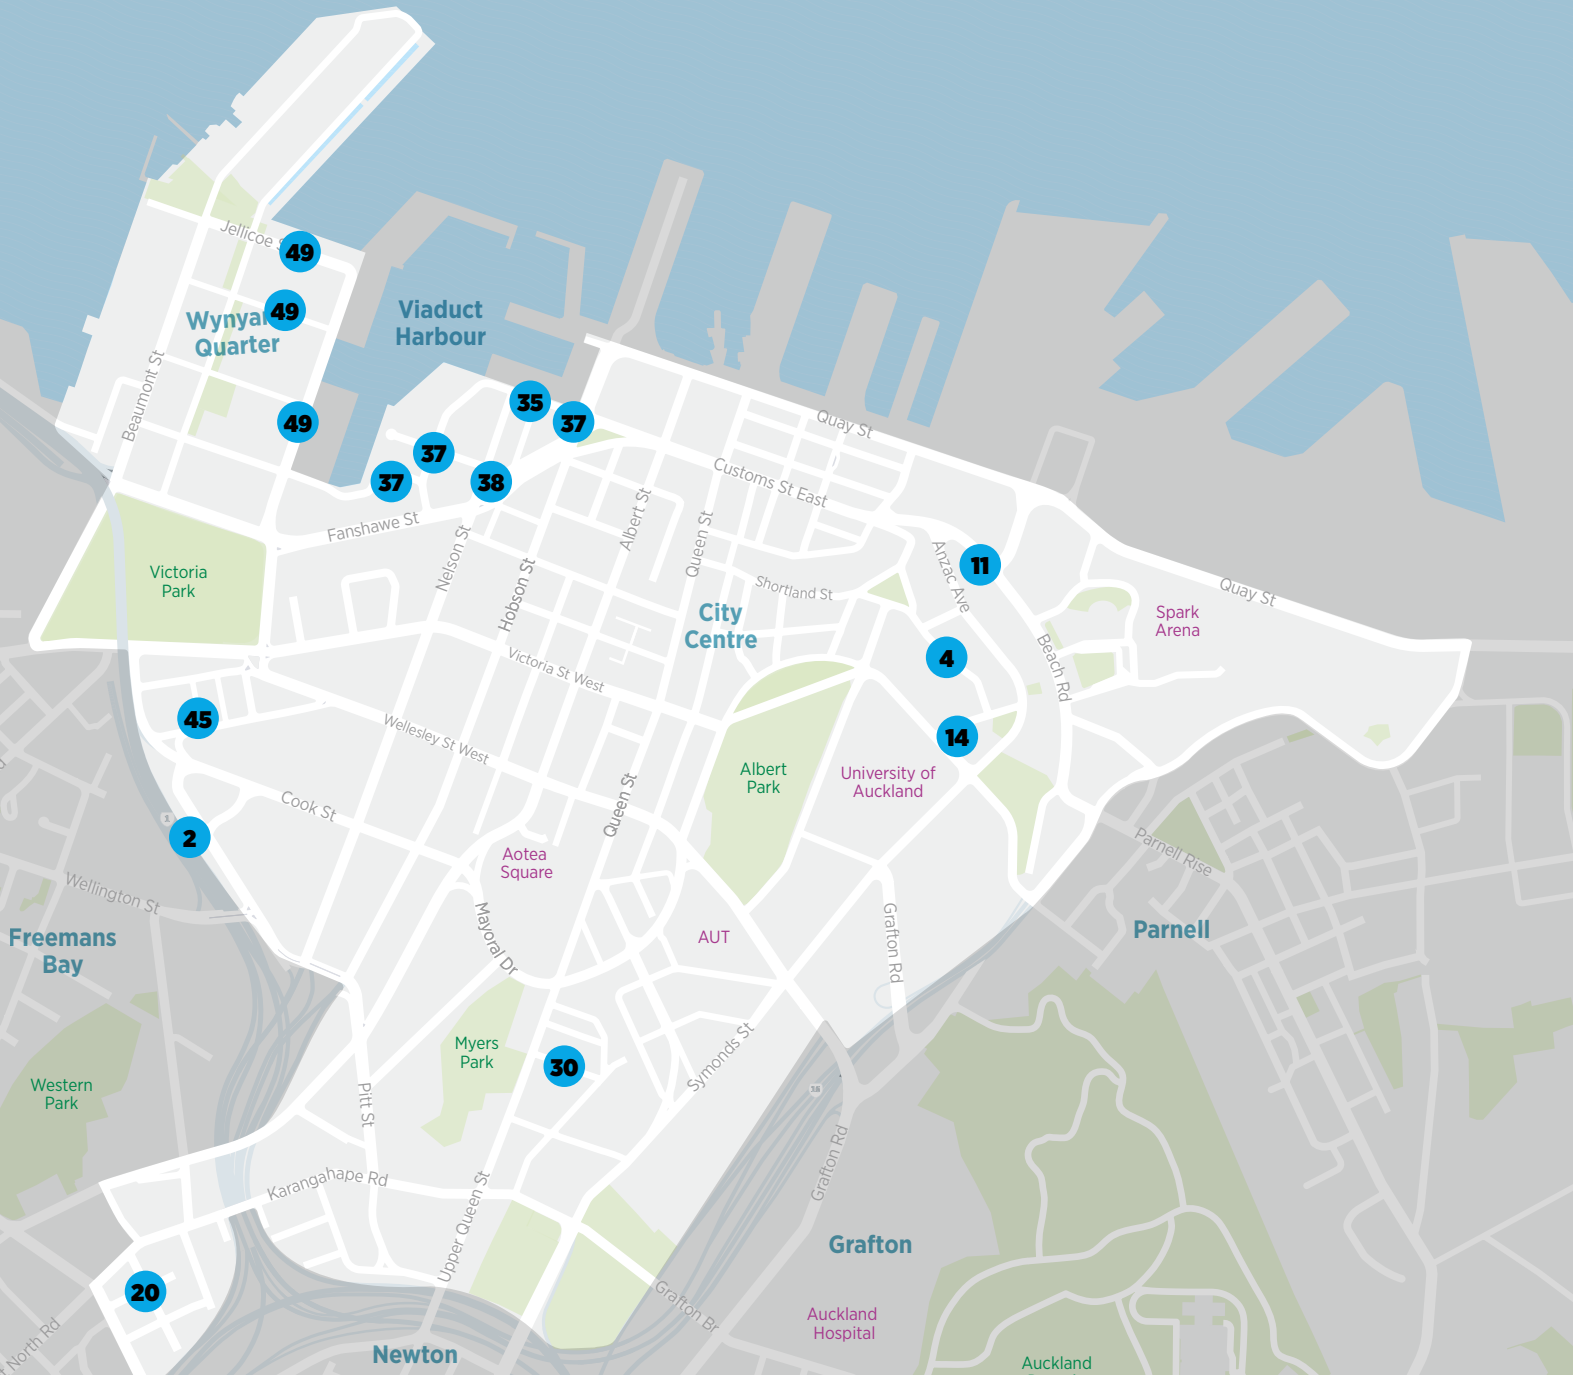 Jellicoe
49
49
Wynyar
Quarter
Viaduct
Harbour
Beaumont St
49
35
37
37
37
38
Quay St
Customs St East
Fanshawe St
Nelson St
Hobson St
Albert St
Queen St
Shortland St
Anzac Ave
11
Quay St
Victoria
Park
City
Centre
Spark
Arena
Beach Rd
4
Victoria St West
45
Wellesley St West
14
Albert
Park
University of
Auckland
Queen St
Cook St
1
2
Aotea
Square
Parnell Rise
Wellington St
Freemans
Bay
Mayoral Dr
AUT
Grafton Rd
Parnell
Myers
Park
30
Symonds St
Western
Park
16
Pitt St
Grafton Rd
Karangahape Rd
Upper Queen St
Grafton
20
Grafton Br
Auckland
Hospital
North Rd
Newton
Auckland